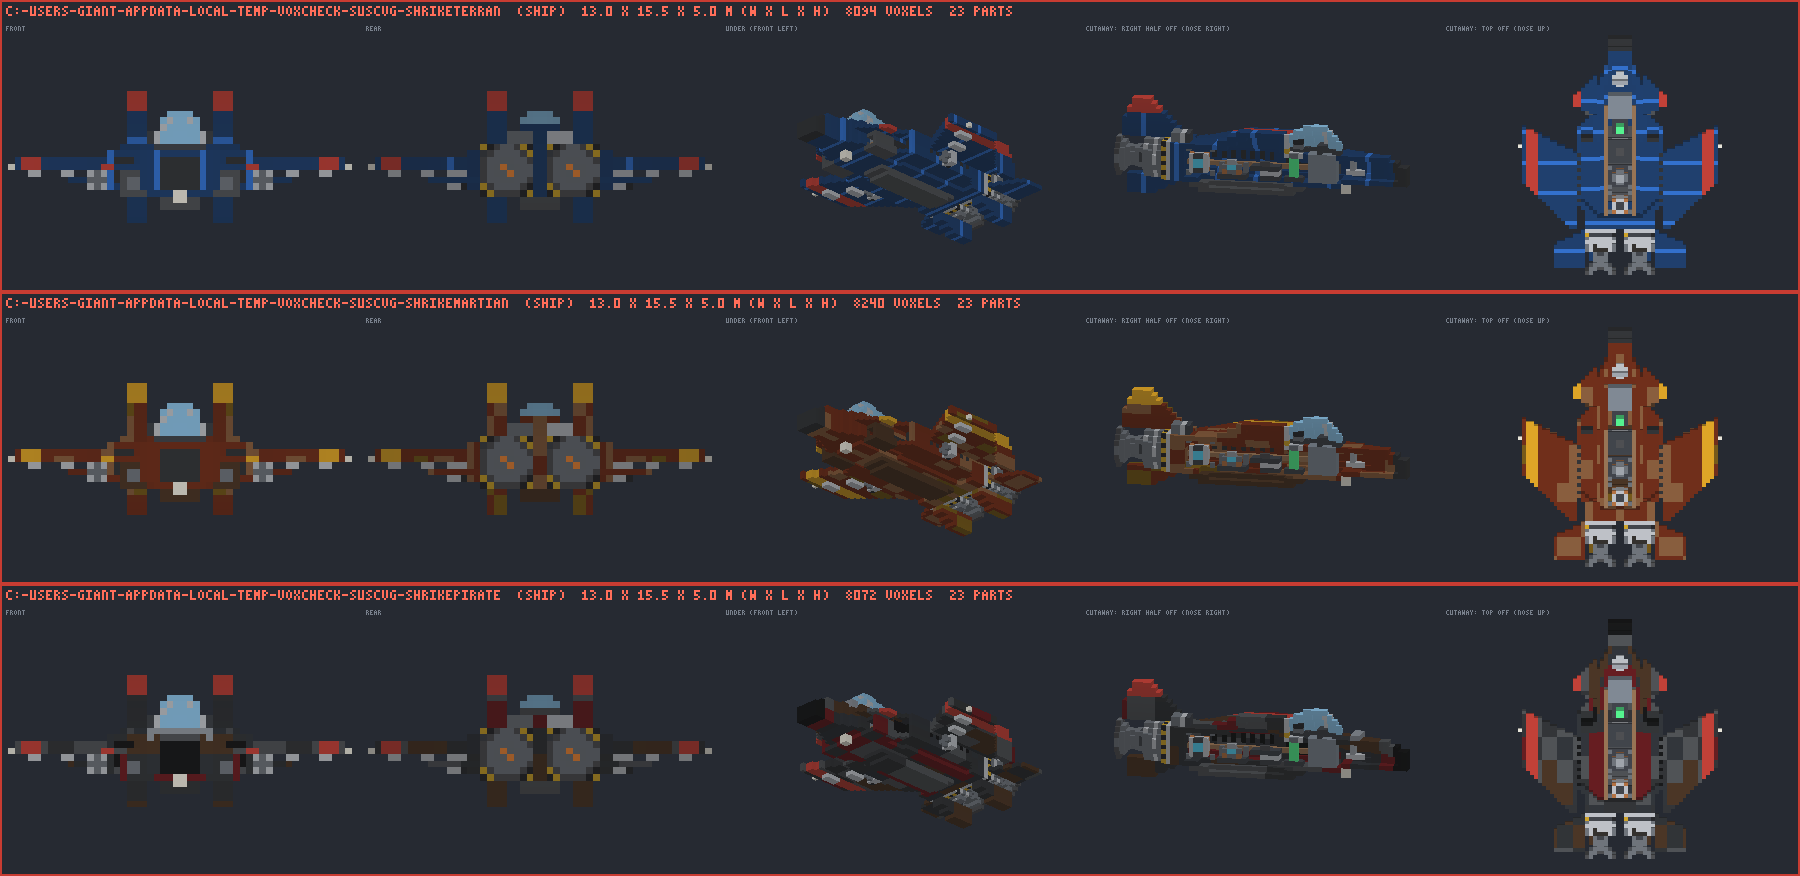 C:-USERS-GIANT-APPDATA-LOCAL-TEMP-VOXCHECK-SUSCVG-SHRIKETERRAN (SHIP) 13.0 X 15.5 X 5.0 M (W X L X H) 8094 VOXELS 23 PARTS
FRONT REAR UNDER (FRONT LEFT) CUTAWAY: RIGHT HALF OFF (NOSE RIGHT) CUTAWAY: TOP OFF (NOSE UP)
C:-USERS-GIANT-APPDATA-LOCAL-TEMP-VOXCHECK-SUSCVG-SHRIKEMARTIAN (SHIP) 13.0 X 15.5 X 5.0 M (W X L X H) 8240 VOXELS 23 PARTS
FRONT REAR UNDER (FRONT LEFT) CUTAWAY: RIGHT HALF OFF (NOSE RIGHT) CUTAWAY: TOP OFF (NOSE UP)
C:-USERS-GIANT-APPDATA-LOCAL-TEMP-VOXCHECK-SUSCVG-SHRIKEPIRATE (SHIP) 13.0 X 15.5 X 5.0 M (W X L X H) 8072 VOXELS 23 PARTS
FRONT REAR UNDER (FRONT LEFT) CUTAWAY: RIGHT HALF OFF (NOSE RIGHT) CUTAWAY: TOP OFF (NOSE UP)